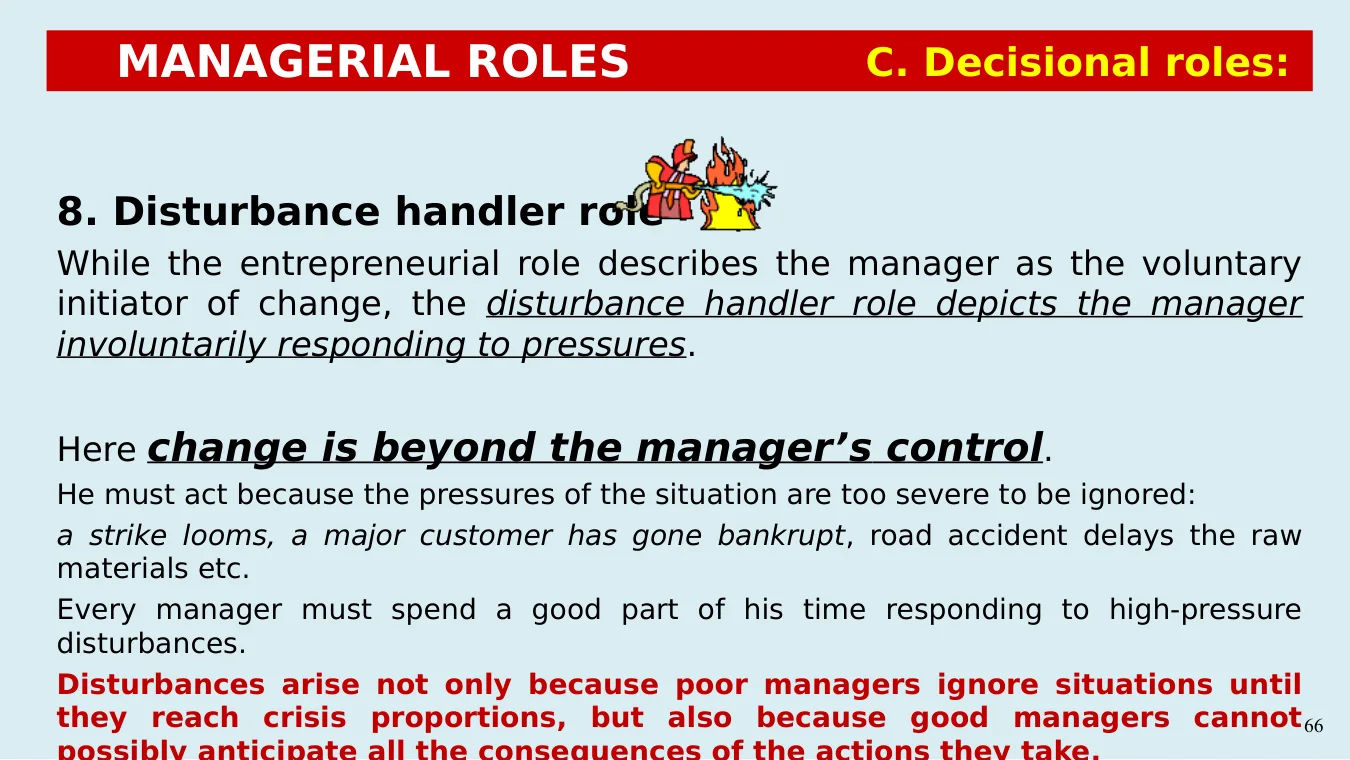 MANAGERIAL ROLES C. Decisional roles:
8. Disturbance handler role
While the entrepreneurial role describes the manager as the voluntary
initiator of change, the disturbance handler role depicts the manager
involuntarily responding to pressures.
Here change is beyond the manager’s control.
He must act because the pressures of the situation are too severe to be ignored:
a strike looms, a major customer has gone bankrupt, road accident delays the raw
materials etc.
Every manager must spend a good part of his time responding to high-pressure
disturbances.
Disturbances arise not only because poor managers ignore situations until
they reach crisis proportions, but also because good managers cannot
possibly anticipate all the consequences of the actions they take.
66